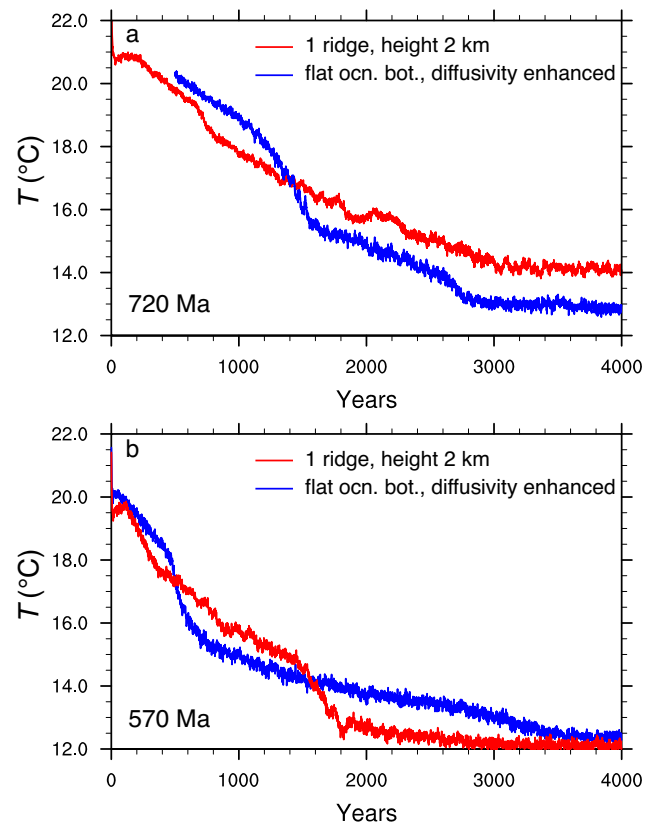 22.0
a
1 ridge, height 2 km
flat ocn. bot., diffusivity enhanced
20.0
18.0
T (°C)
16.0
14.0
720 Ma
12.0
0 1000 2000 3000 4000
Years
22.0
b
1 ridge, height 2 km
flat ocn. bot., diffusivity enhanced
20.0
18.0
T (°C)
16.0
14.0
570 Ma
12.0
0 1000 2000 3000 4000
Years